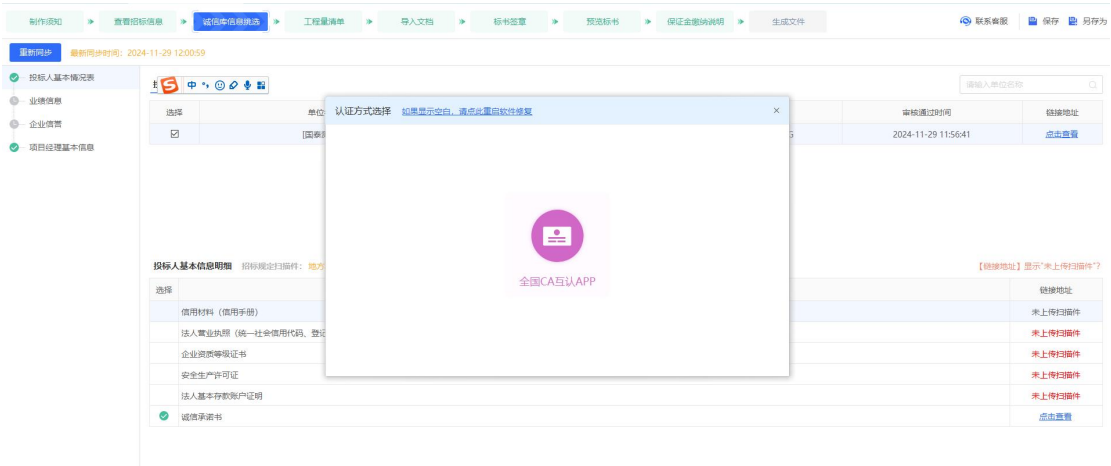 制作须知 查看招标信息 诚信库信息挑选 工程量清单 导入文档 标书签章 预览标书 保证金缴纳说明 生成文件 联系客服 保存 另存为
重新同步 最新同步时间：2024-11-29 12:00:59
投标人基本情况表
业绩信息
企业信誉
项目经理基本信息
中
请输入单位名称
认证方式选择 如果显示空白，请点此重启软件修复 ×
选择 单位 审核通过时间 链接地址
[国泰 2024-11-29 11:56:41 点击查看
全国CA互认APP
投标人基本信息明细 招标规定扫描件：地方 【链接地址】显示"未上传扫描件"?
选择 链接地址
信用材料（信用手册） 未上传扫描件
法人营业执照（统一社会信用代码、登记 未上传扫描件
企业资质等级证书 未上传扫描件
安全生产许可证 未上传扫描件
法人基本存款账户证明 未上传扫描件
诚信承诺书 点击查看